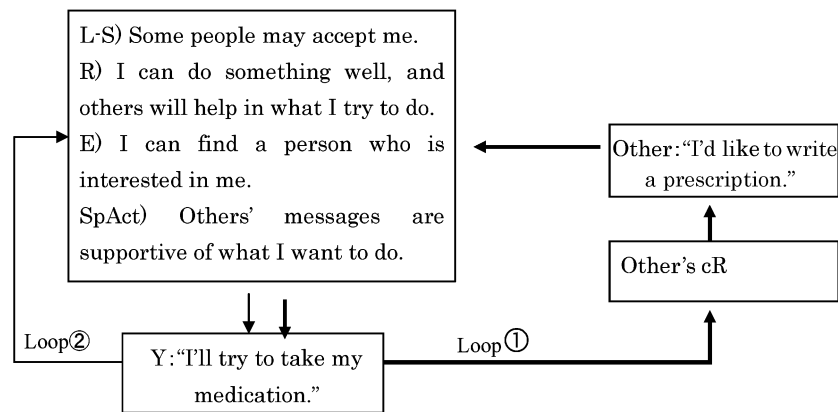 L-S) Some people may accept me.
R) I can do something well, and
others will help in what I try to do.
E) I can find a person who is
interested in me.
SpAct) Others’ messages are
supportive of what I want to do.
Other:“I’d like to write
a prescription.”
Other’s cR
Loop②
Y:“I’ll try to take my
medication.”
Loop①